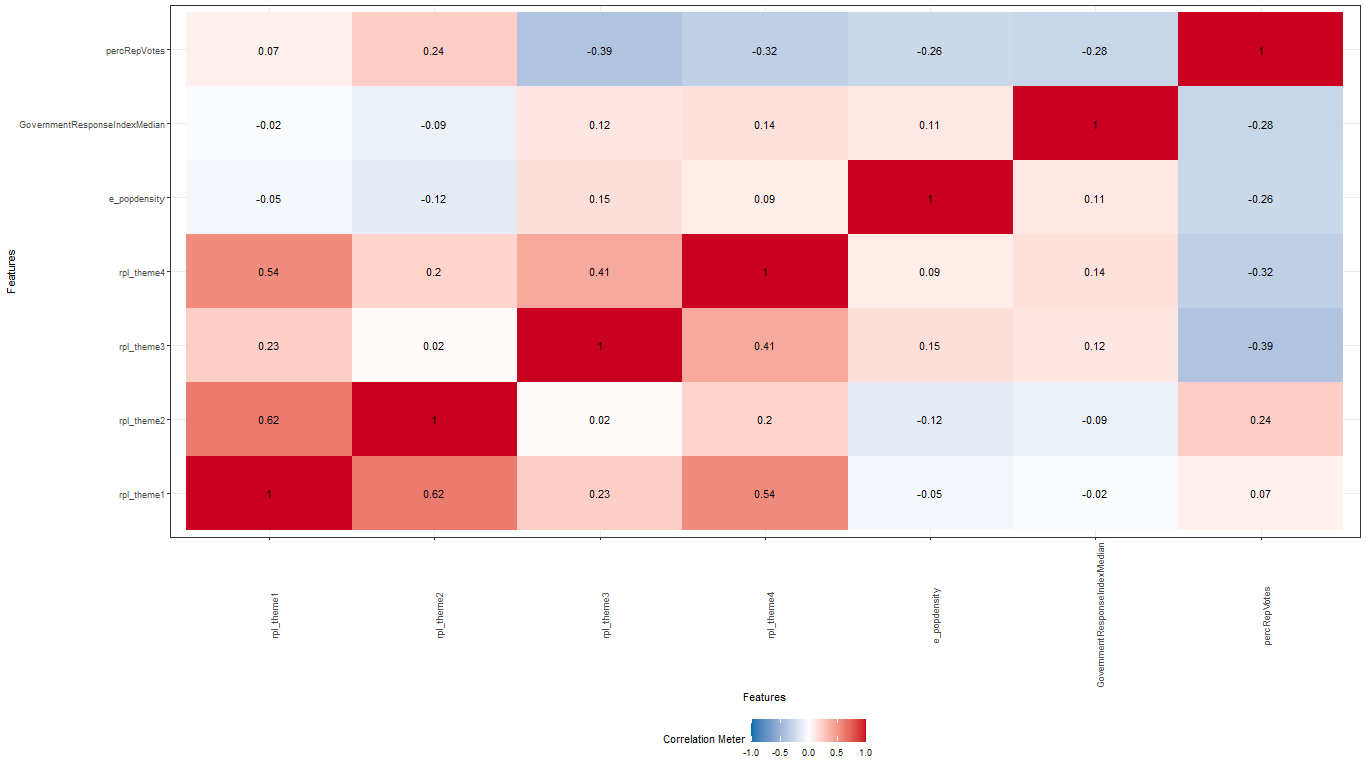 percRepVotes 0.07 0.24 -0.39 -0.32 -0.26 -0.28 1
GovernmentResponseIndexMedian -0.02 -0.09 0.12 0.14 0.11 1 -0.28
e_popdensity -0.05 -0.12 0.15 0.09 1 0.11 -0.26
rpl_theme4 0.54 0.2 0.41 1 0.09 0.14 -0.32
Features
rpl_theme3 0.23 0.02 1 0.41 0.15 0.12 -0.39
rpl_theme2 0.62 1 0.02 0.2 -0.12 -0.09 0.24
rpl_theme1 1 0.62 0.23 0.54 -0.05 -0.02 0.07
rpl_theme1 rpl_theme2 rpl_theme3 rpl_theme4 e_popdensity GovernmentResponseIndexMedian percRepVotes
Features
Correlation Meter
-1.0 -0.5 0.0 0.5 1.0